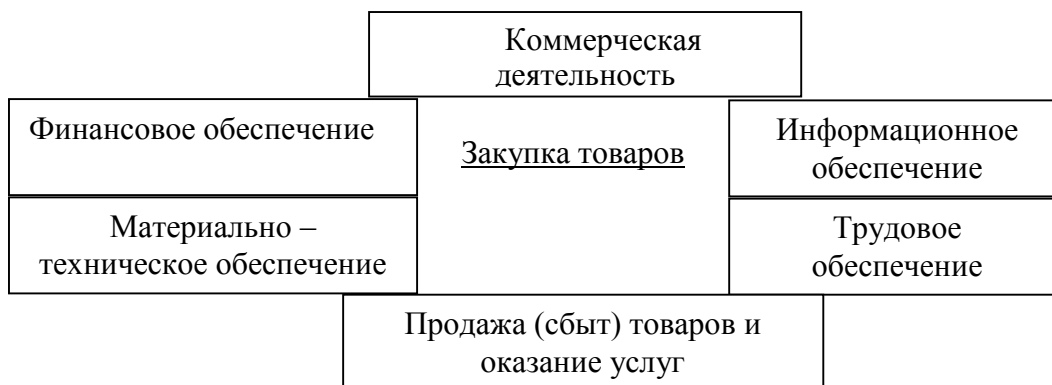 Коммерческая
деятельность
Финансовое обеспечение
Закупка товаров
Информационное
обеспечение
Материально –
техническое обеспечение
Трудовое
обеспечение
Продажа (сбыт) товаров и
оказание услуг